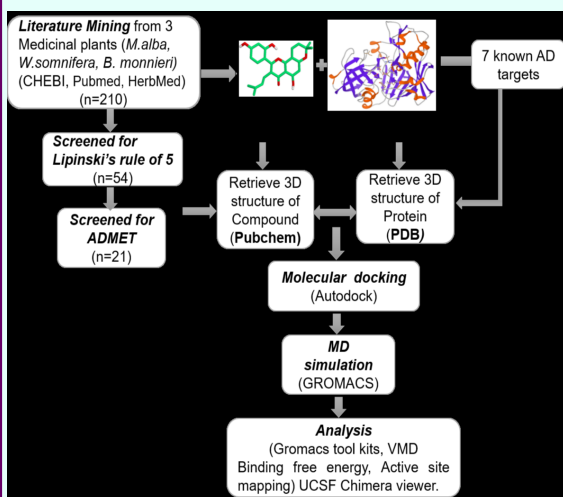 Literature Mining from 3
Medicinal plants (M.alba,
W.somnifera, B. monnieri)
(CHEBI, Pubmed, HerbMed)
(n=210)
7 known AD
targets
Screened for
Lipinski's rule of 5
(n=54)
Screened for
ADMET
(n=21)
Retrieve 3D
structure of
Compound
(Pubchem)
Retrieve 3D
structure of
Protein
(PDB)
Molecular docking
(Autodock)
MD
simulation
(GROMACS)
Analysis
(Gromacs tool kits, VMD
Binding free energy, Active site
mapping) UCSF Chimera viewer.